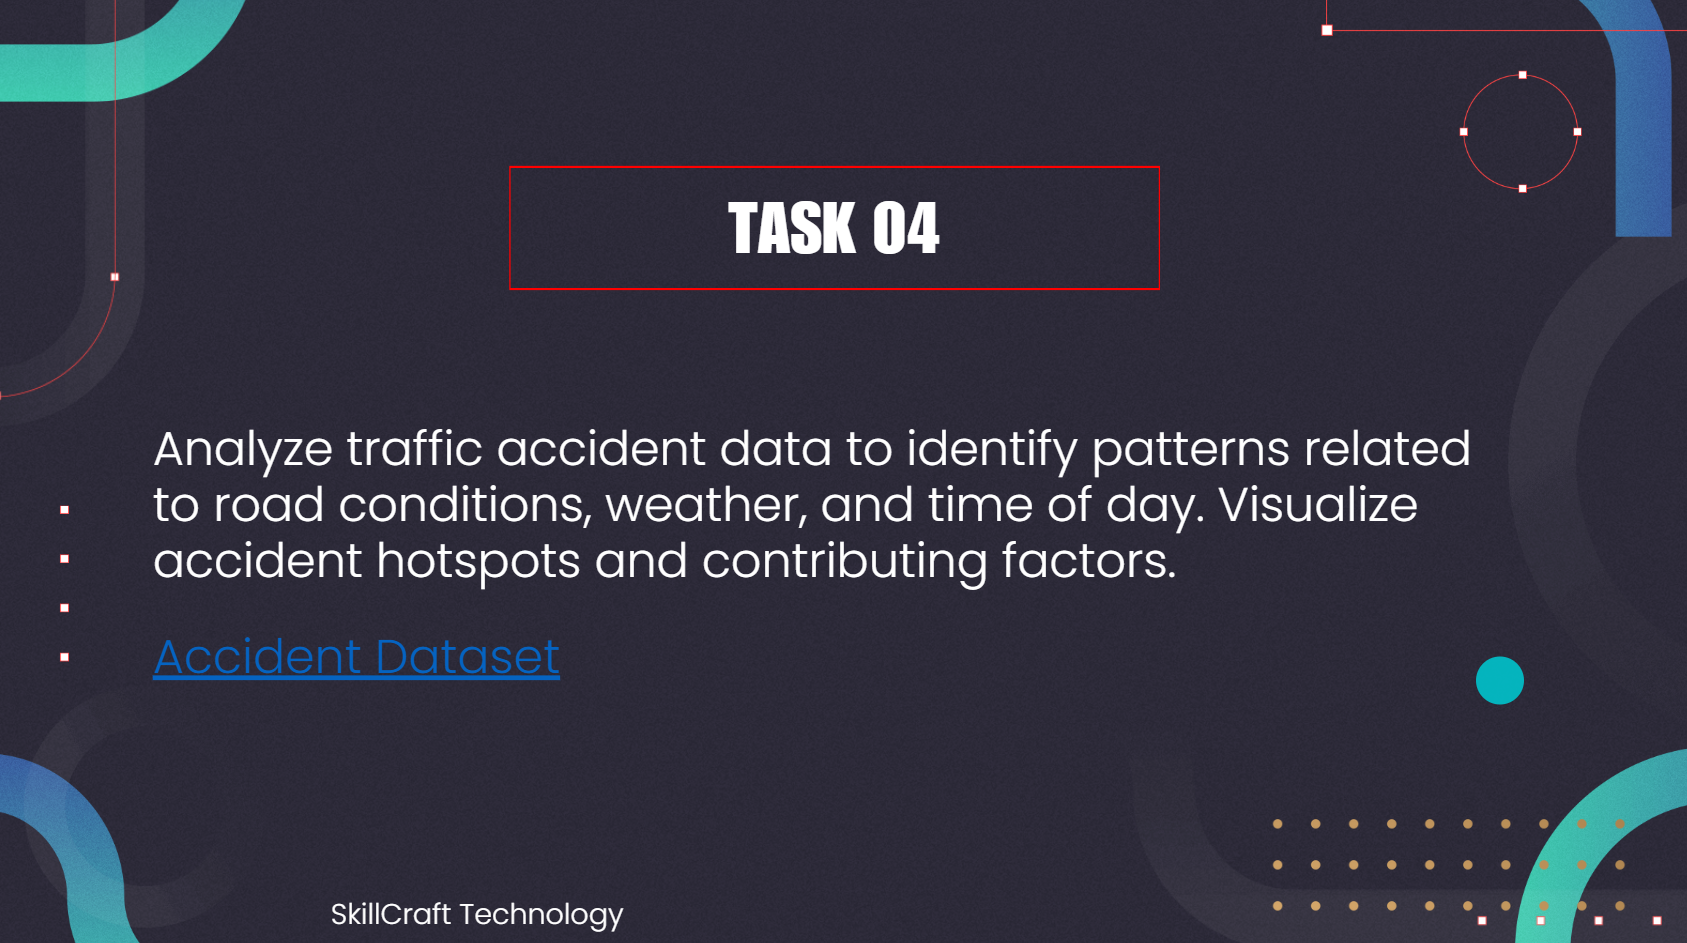 TASK 04
Analyze traffic accident data to identify patterns related
to road conditions, weather, and time of day. Visualize
accident hotspots and contributing factors.
Accident Dataset
SkillCraft Technology